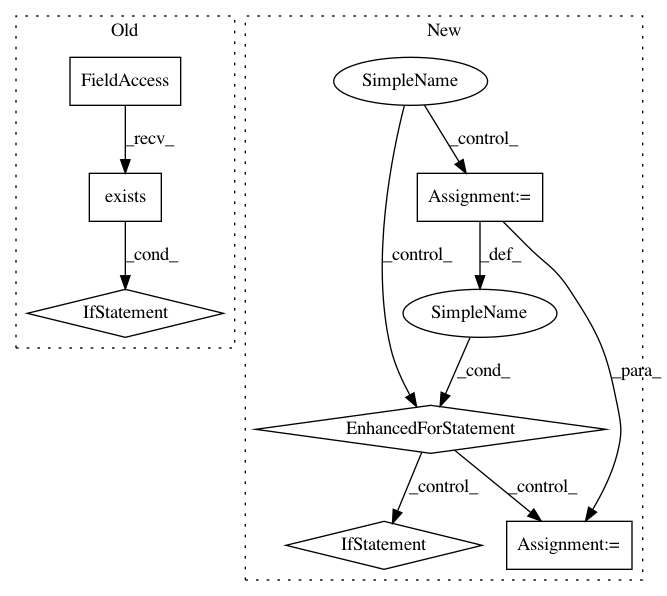 Old
New
FieldAccess
SimpleName
_recv_
_control_
exists
Assignment:=
_cond_
_control_
_def_
IfStatement
SimpleName
_cond_
_para_
EnhancedForStatement
_control_
_control_
IfStatement
Assignment:=